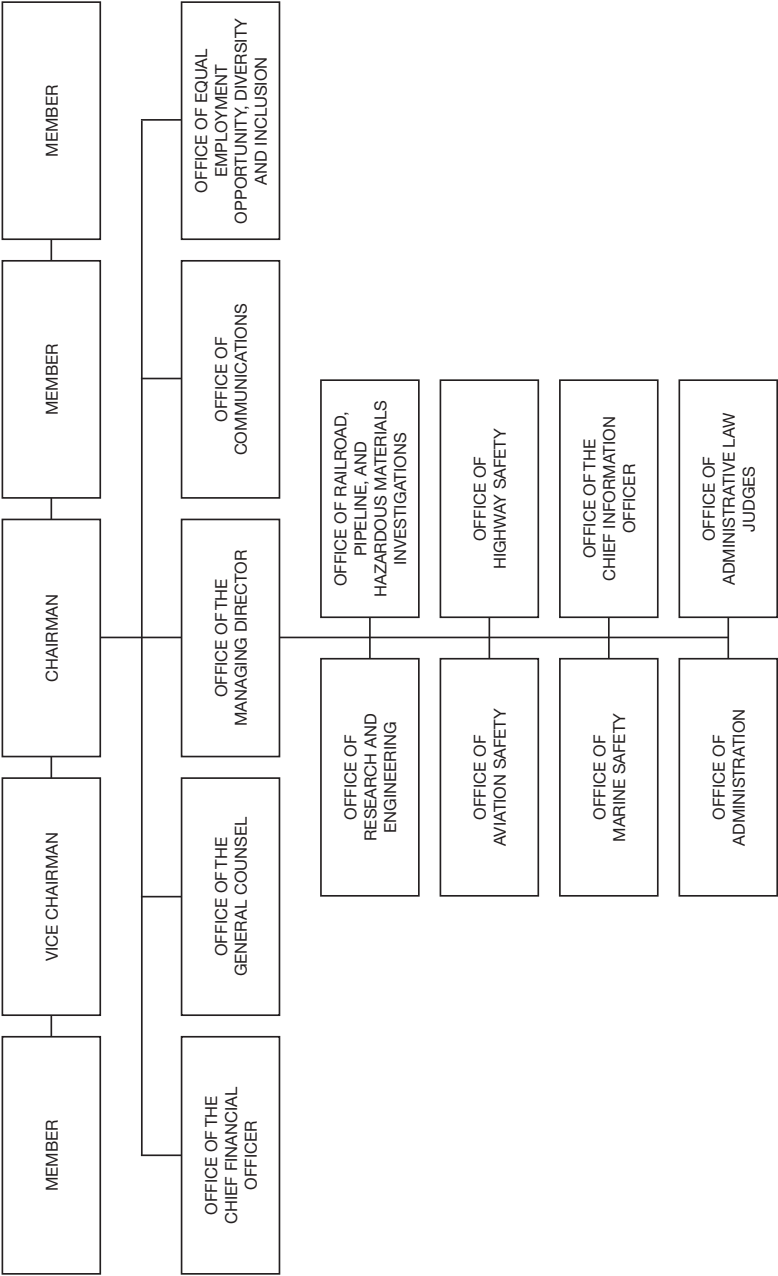 MEMBER
VICE CHAIRMAN
CHAIRMAN
MEMBER
MEMBER
OFFICE OF THE
CHIEF FINANCIAL
OFFICER
OFFICE OF THE
GENERAL COUNSEL
OFFICE OF THE
MANAGING DIRECTOR
OFFICE OF
COMMUNICATIONS
OFFICE OF EQUAL
EMPLOYMENT
OPPORTUNITY, DIVERSITY
AND INCLUSION
OFFICE OF
RESEARCH AND
ENGINEERING
OFFICE OF RAILROAD,
PIPELINE, AND
HAZARDOUS MATERIALS
INVESTIGATIONS
OFFICE OF
AVIATION SAFETY
OFFICE OF
HIGHWAY SAFETY
OFFICE OF
MARINE SAFETY
OFFICE OF THE
CHIEF INFORMATION
OFFICER
OFFICE OF
ADMINISTRATION
OFFICE OF
ADMINISTRATIVE LAW
JUDGES